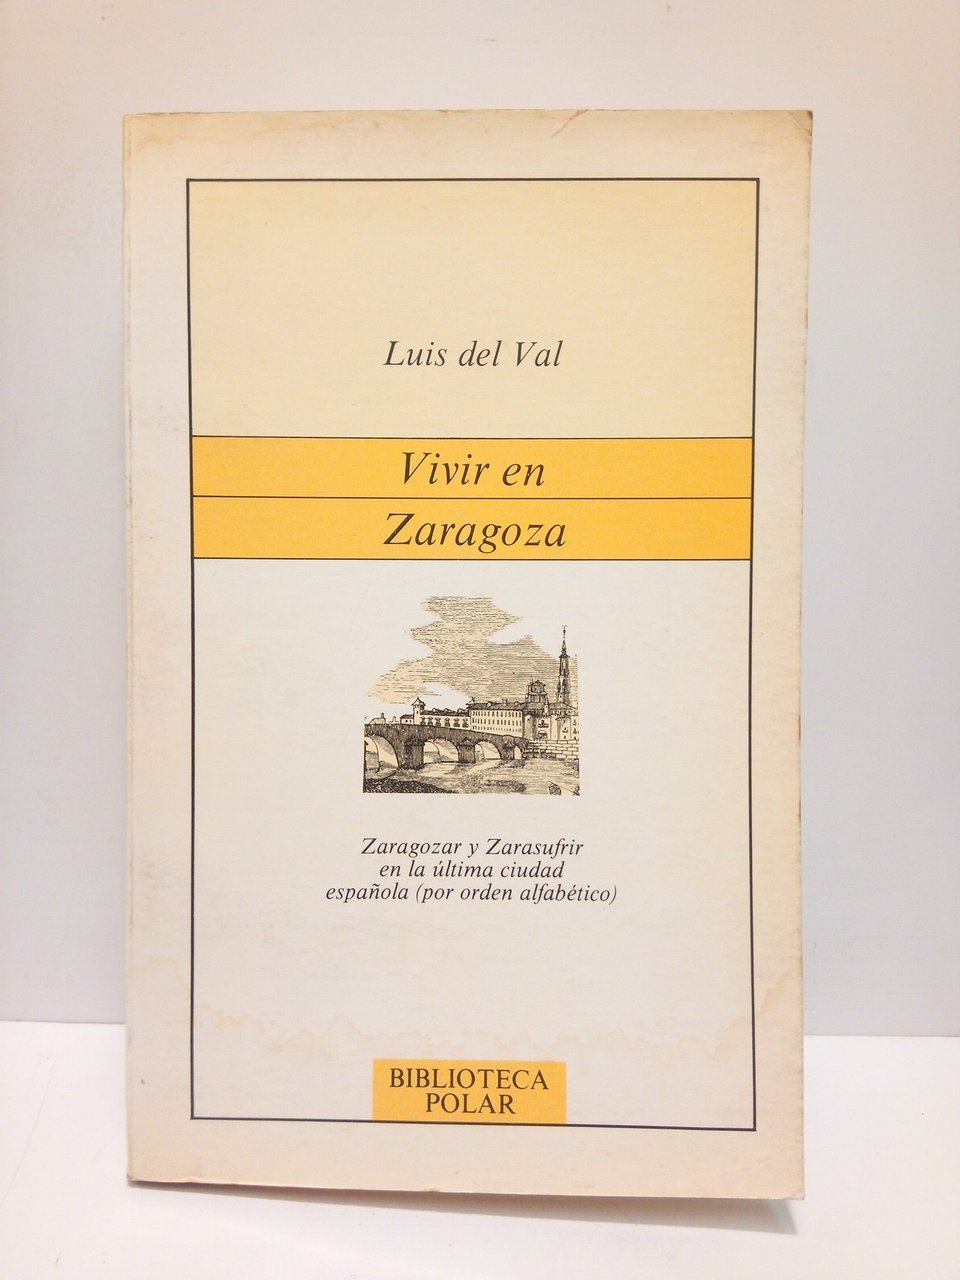 Luis del Val
Vivir en
Zaragoza
Zaragozar y Zarasufrir
en la última ciudad
española (por orden alfabético)
BIBLIOTECA
POLAR